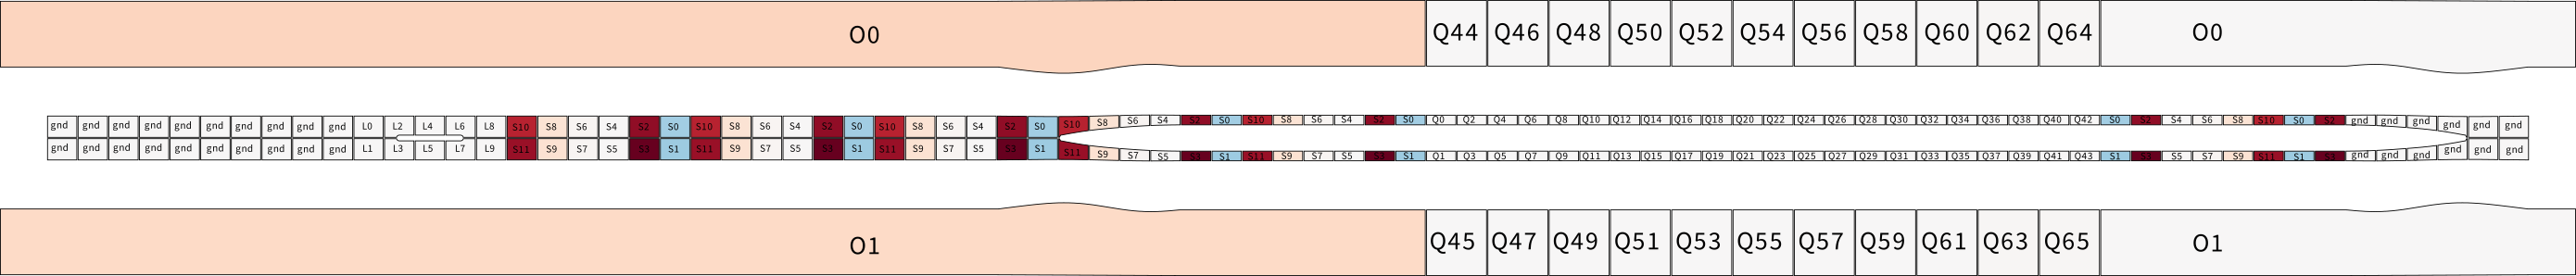 O0 Q44 Q46 Q48 Q50 Q52 Q54 Q56 Q58 Q60 Q62 Q64 O0
gnd gnd gnd gnd gnd gnd gnd gnd gnd gnd L0 L2 L4 L6 L8 S10 S8 S6 S4 S2 S0 S10 S8 S6 S4 S2 S0 S10 S8 S6 S4 S2 S0 S10 S8 S6 S4 S2 S0 S10 S8 S6 S4 S2 S0 Q0 Q2 Q4 Q6 Q8 Q10 Q12 Q14 Q16 Q18 Q20 Q22 Q24 Q26 Q28 Q30 Q32 Q34 Q36 Q38 Q40 Q42 S0 S2 S4 S6 S8 S10 S0 S2 gnd gnd gnd gnd gnd gnd
gnd gnd gnd gnd gnd gnd gnd gnd gnd gnd L1 L3 L5 L7 L9 S11 S9 S7 S5 S3 S1 S11 S9 S7 S5 S3 S1 S11 S9 S7 S5 S3 S1 S11 S9 S7 S5 S3 S1 S11 S9 S7 S5 S3 S1 Q1 Q3 Q5 Q7 Q9 Q11 Q13 Q15 Q17 Q19 Q21 Q23 Q25 Q27 Q29 Q31 Q33 Q35 Q37 Q39 Q41 Q43 S1 S3 S5 S7 S9 S11 S1 S3 gnd gnd gnd gnd gnd gnd
O1 Q45 Q47 Q49 Q51 Q53 Q55 Q57 Q59 Q61 Q63 Q65 O1